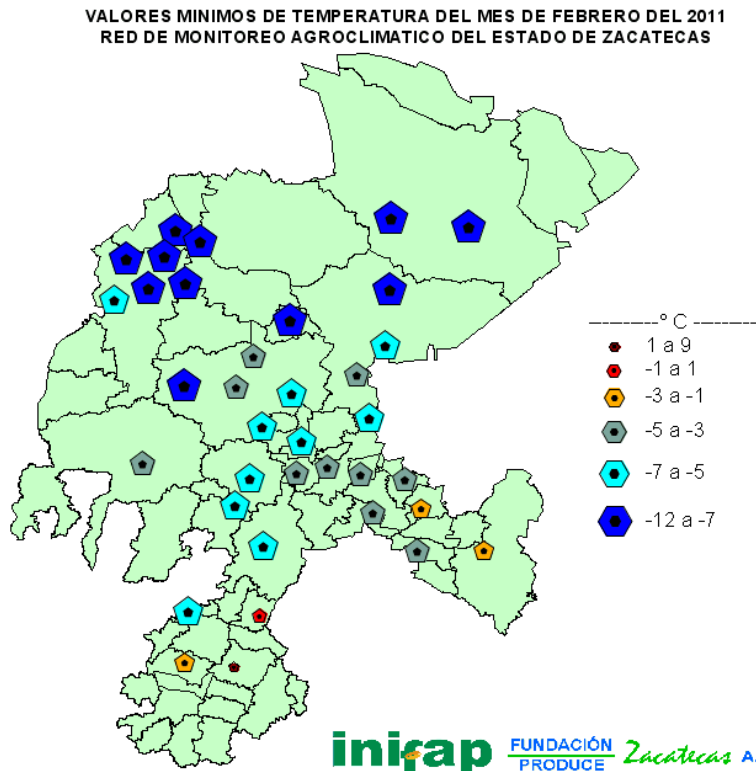 VALORES MINIMOS DE TEMPERATURA DEL MES DE FEBRERO DEL 2011
RED DE MONITOREO AGROCLIMATICO DEL ESTADO DE ZACATECAS
----------° C ----------
1 a 9
-1 a 1
-3 a -1
-5 a -3
-7 a -5
-12 a -7
inifap
FUNDACIÓN
PRODUCE
Zacatecas A.